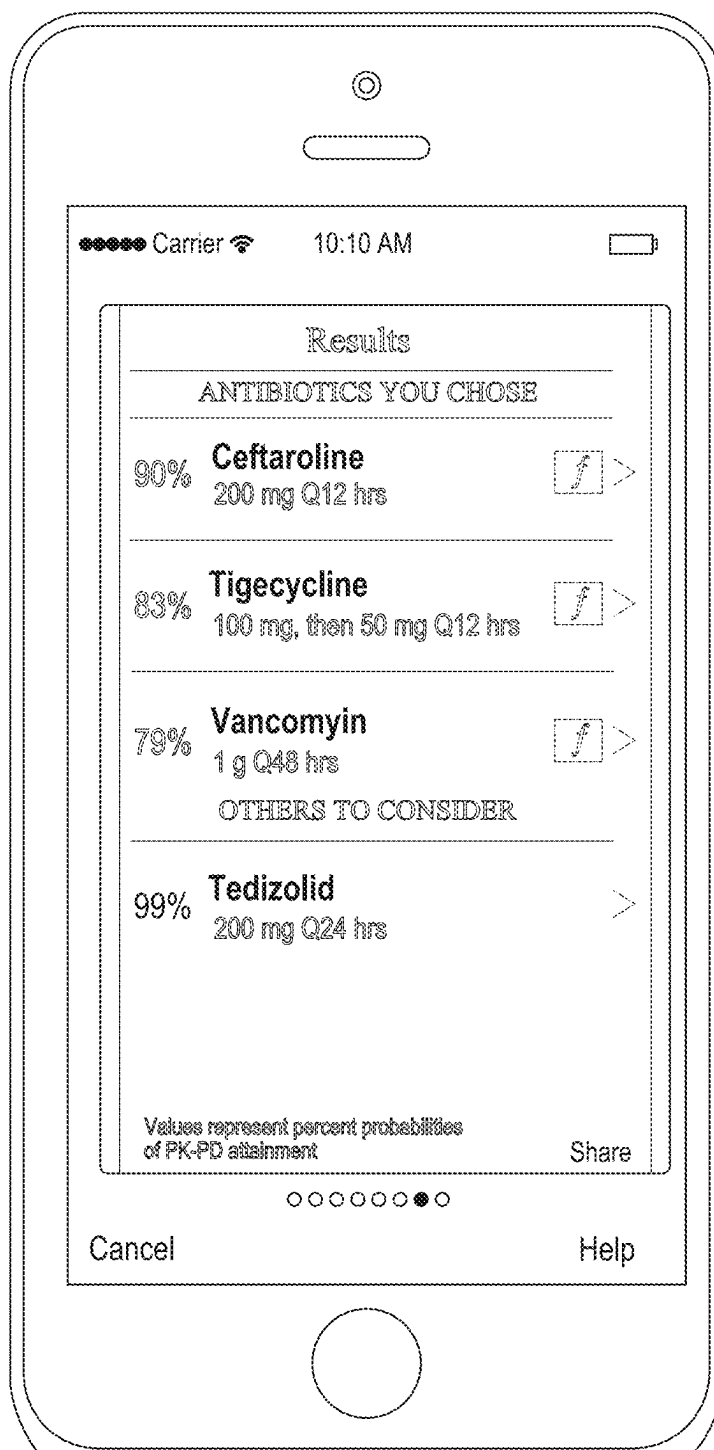 Carrier 10:10 AM
Results
ANTIBIOTICS YOU CHOSE
90% Ceftaroline
200 mg Q12 hrs
f >
83% Tigecycline
100 mg, then 50 mg Q12 hrs
f >
79% Vancomyin
1 g Q48 hrs
f >
OTHERS TO CONSIDER
99% Tedizolid
200 mg Q24 hrs
>
Values represent percent probabilities
of PK-PD attainment
Share
Cancel Help